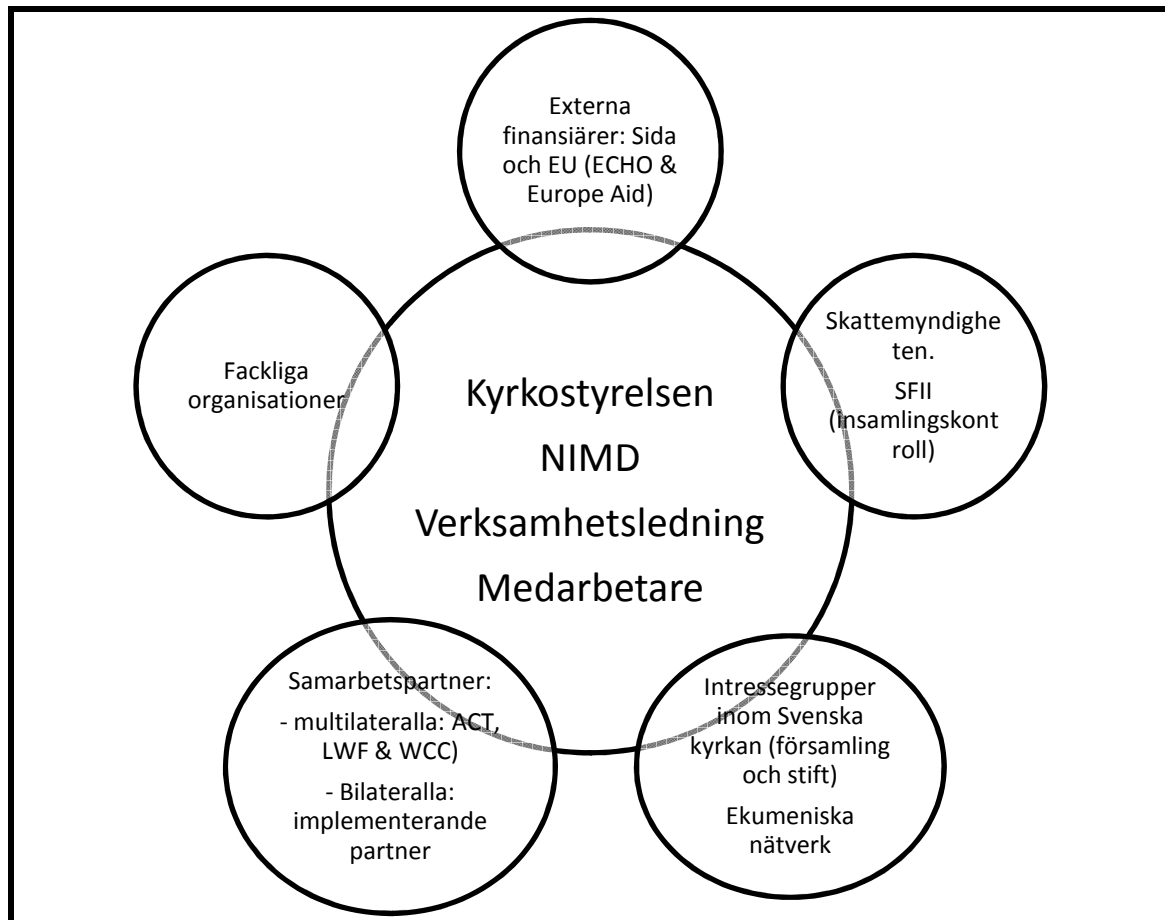 Externa
finansiärer: Sida
och EU (ECHO &
Europe Aid)
Skattemyndighe
ten.
SFII
(insamlingskont
roll)
Fackliga
organisationer
Kyrkostyrelsen
NIMD
Verksamhetsledning
Medarbetare
Samarbetspartner:
- multilateralla: ACT,
LWF & WCC)
- Bilateralla:
implementerande
partner
Intressegrupper
inom Svenska
kyrkan (församling
och stift)
Ekumeniska
nätverk